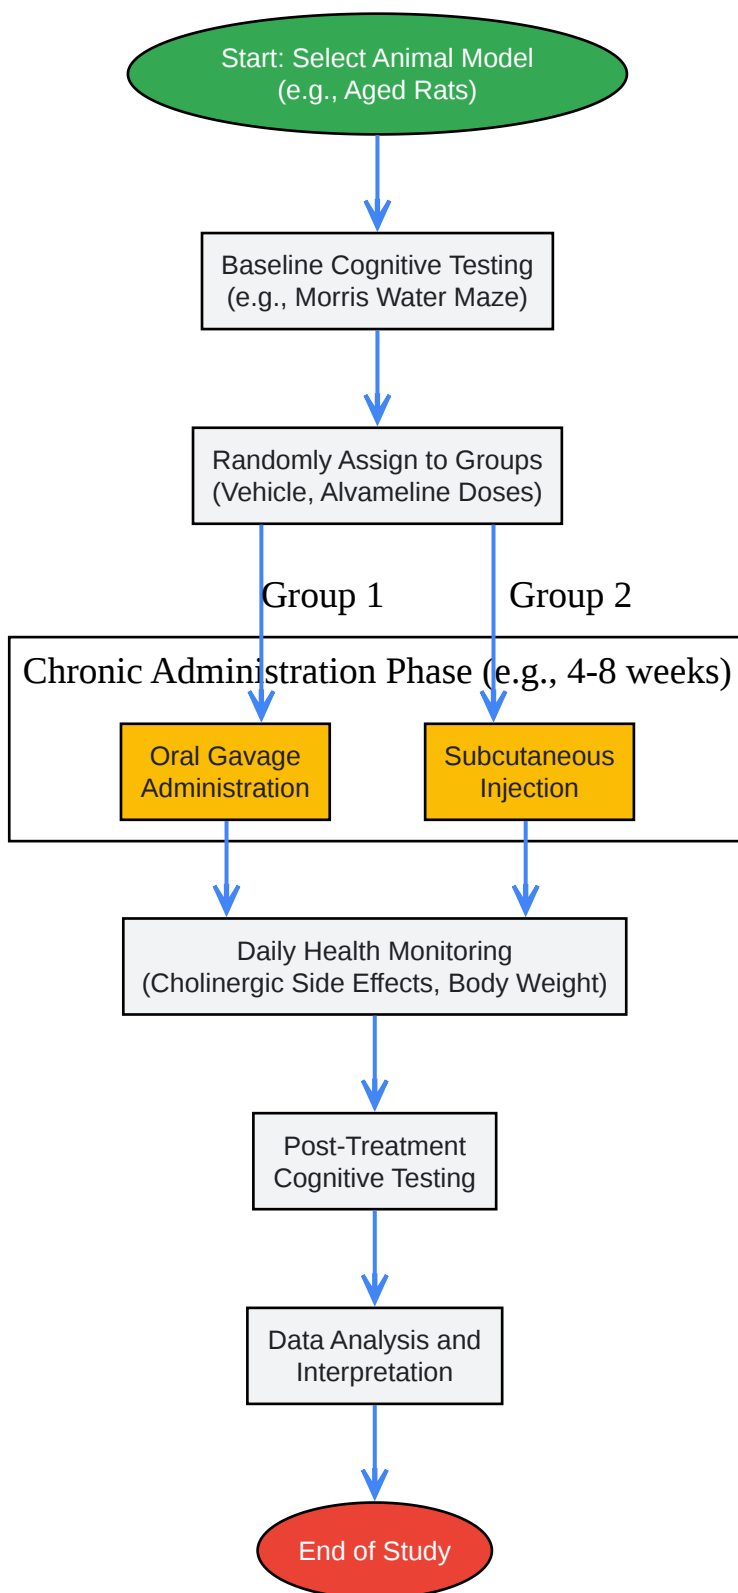 Start: Select Animal Model
(e.g., Aged Rats)
Baseline Cognitive Testing
(e.g., Morris Water Maze)
Randomly Assign to Groups
(Vehicle, Alvameline Doses)
Group 1
Group 2
Chronic Administration Phase (e.g., 4-8 weeks)
Oral Gavage
Administration
Subcutaneous
Injection
Daily Health Monitoring
(Cholinergic Side Effects, Body Weight)
Post-Treatment
Cognitive Testing
Data Analysis and
Interpretation
End of Study